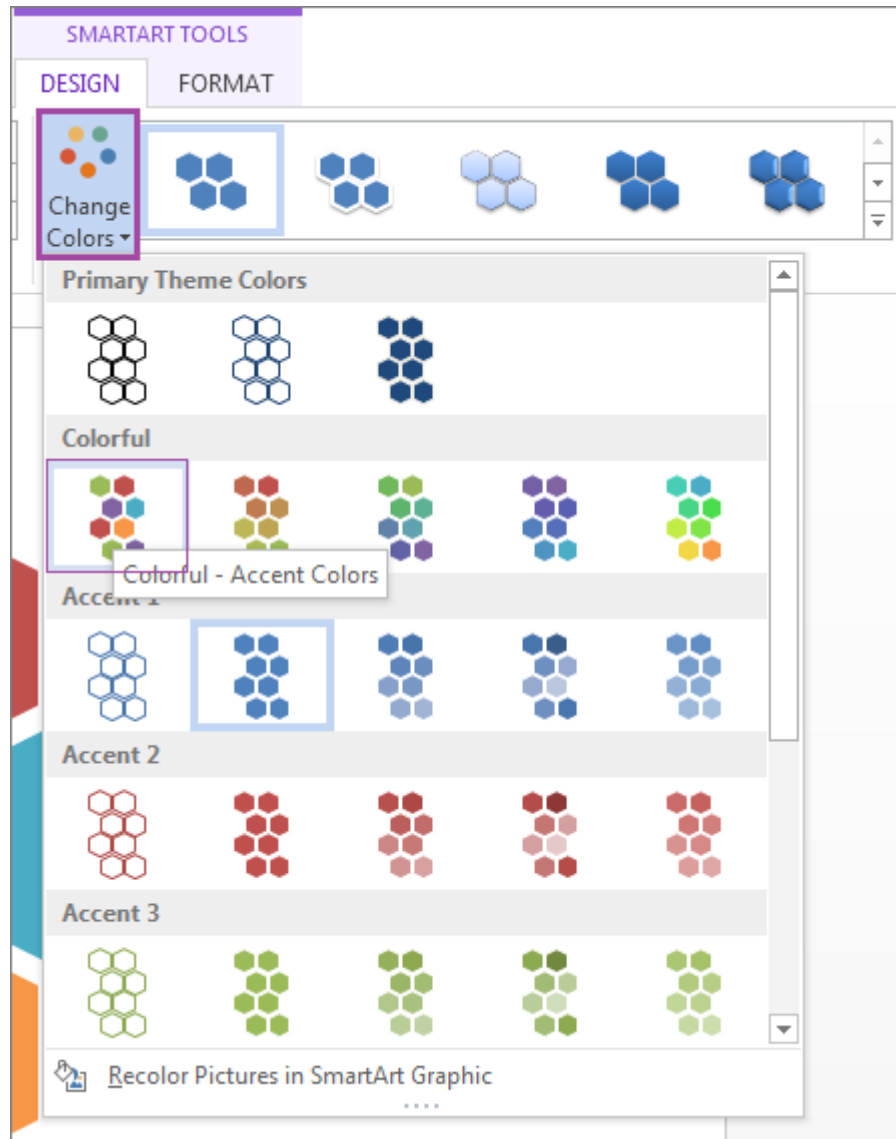 SMARTART TOOLS
DESIGN FORMAT
Change
Colors
Primary Theme Colors
Colorful
Colorful - Accent Colors
Accent 1
Accent 2
Accent 3
Recolor Pictures in SmartArt Graphic